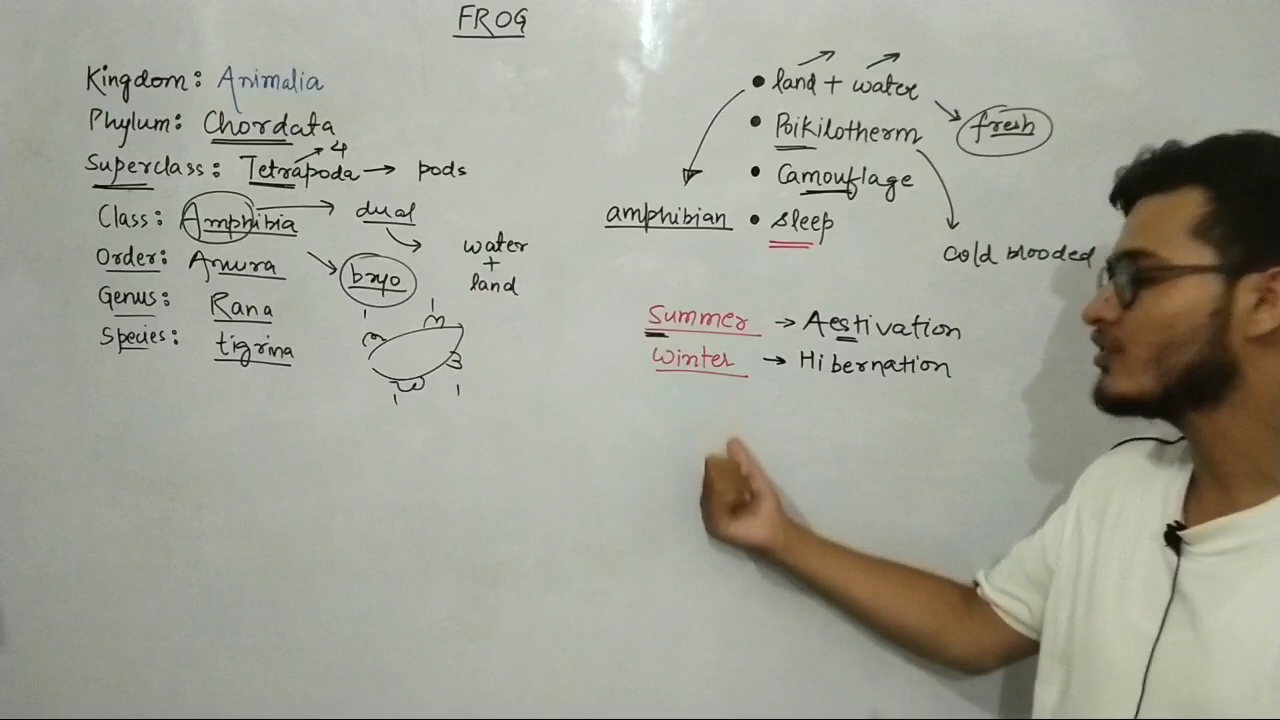 FROG
Kingdom: Animalia
Phylum: Chordata
Superclass: Tetrapoda → pods
4
Class: Amphibia → dual
water
+
land
Order: Anura
bryo
Genus: Rana
Species: tigrina
• land + water
fresh
• Poikilotherm
• Camouflage
amphibian • sleep
cold blooded
Summer → Aestivation
Winter → Hibernation